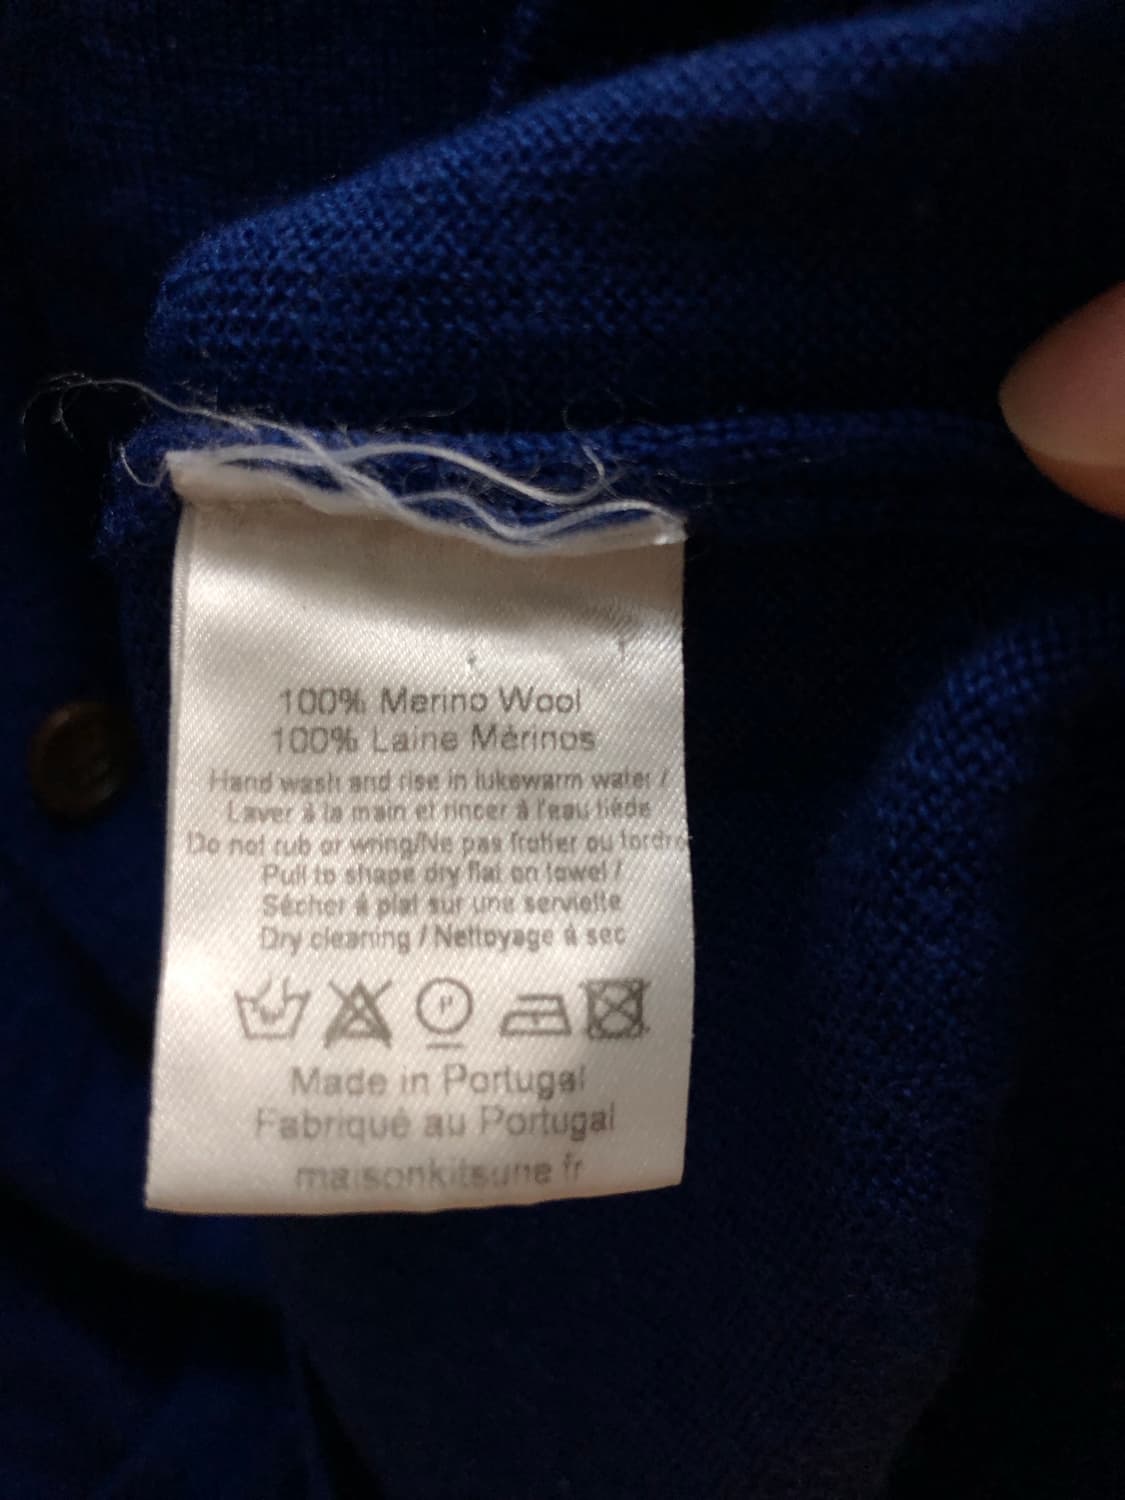 100% Merino Wool
100% Laine Mérinos
Hand wash and rise in lukewarm water /
Laver à la main et rincer à l'eau tiède
Do not rub or wring/Ne pas frotter ou tordre
Pull to shape dry flat on towel /
Sécher à plat sur une serviette
Dry cleaning / Nettoyage à sec
P
Made in Portugal
Fabriqué au Portugal
maisonkitsune.fr